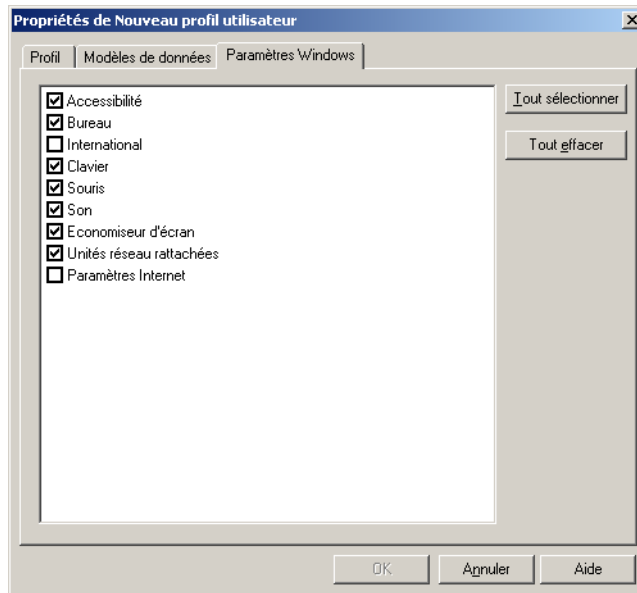 Propriétés de Nouveau profil utilisateur
Profil Modèles de données Paramètres Windows
Accessibilité
Bureau
International
Clavier
Souris
Son
Economiseur d'écran
Unités réseau rattachées
Paramètres Internet
Tout sélectionner
Tout effacer
OK Annuler Aide